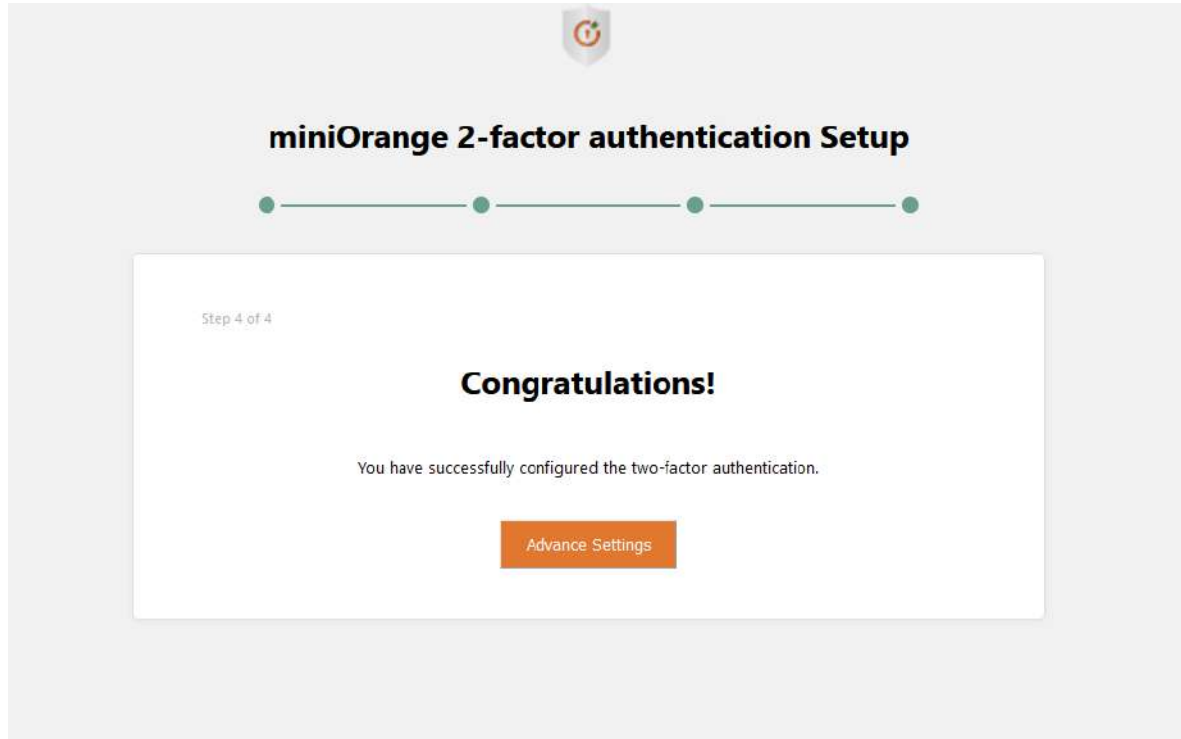 miniOrange 2-factor authentication Setup
Step 4 of 4
Congratulations!
You have successfully configured the two-factor authentication.
Advance Settings